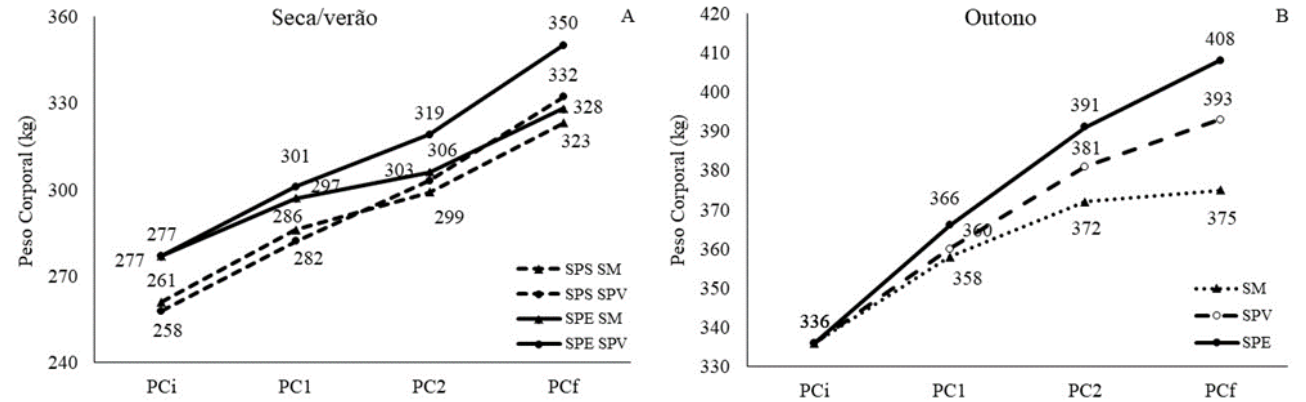 Seca/verão
A
Peso Corporal (kg)
360
330
300
270
240
277
277
261
258
301
297
286
282
319
306
303
299
350
332
328
323
SPS SM
SPS SPV
SPE SM
SPE SPV
PCi PC1 PC2 PCf
Outono
B
Peso Corporal (kg)
420
410
400
390
380
370
360
350
340
330
336
366
360
358
391
381
372
408
393
375
SM
SPV
SPE
PCi PC1 PC2 PCf